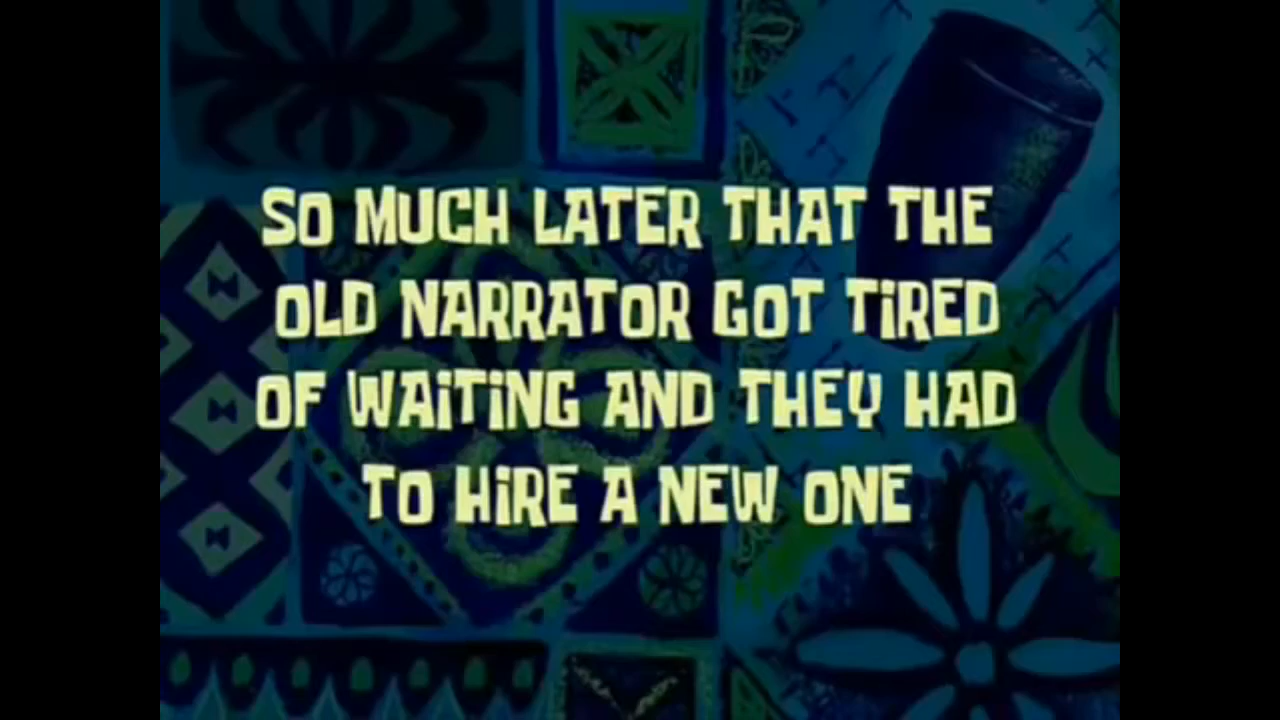 SO MUCH LATER THAT THE
OLD NARRATOR GOT TIRED
OF WAITING AND THEY HAD
TO HIRE A NEW ONE